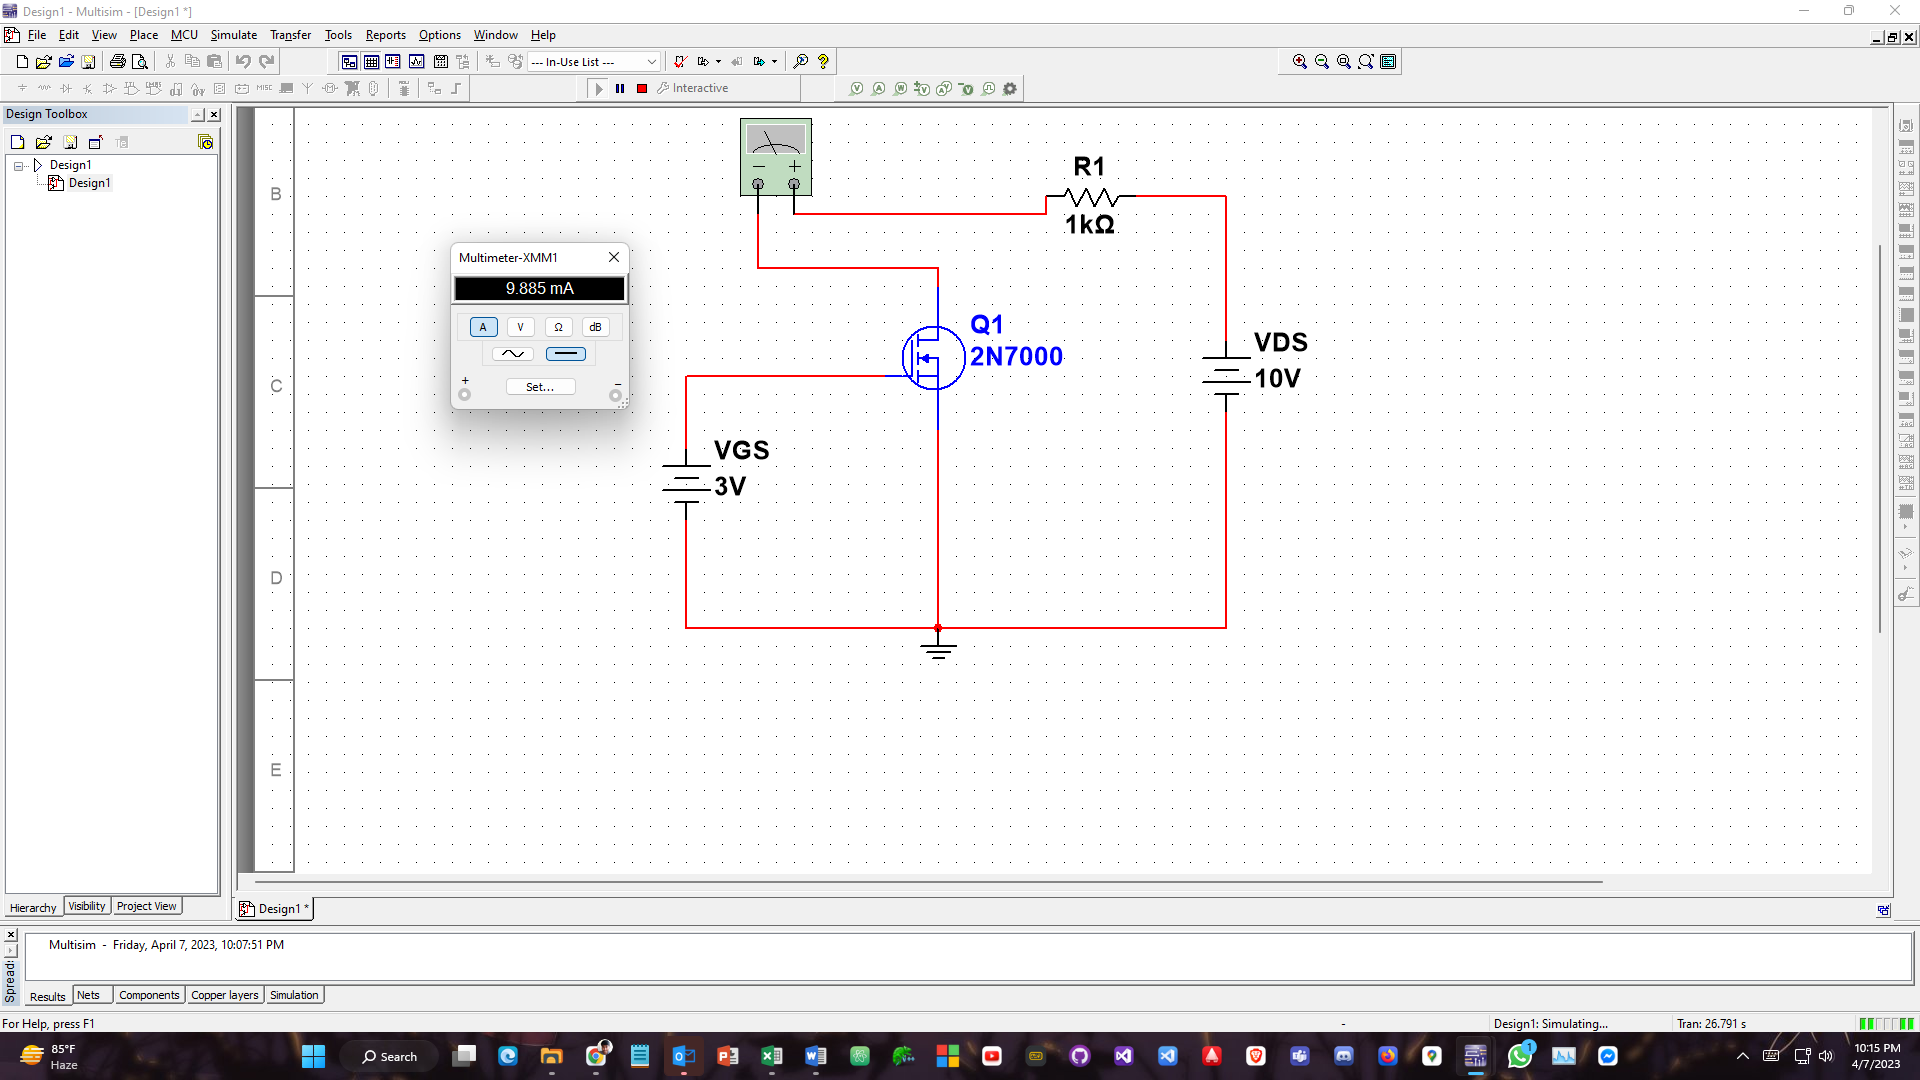 Design1 - Multisim - [Design1 *]
File Edit View Place MCU Simulate Transfer Tools Reports Options Window Help
--- In-Use List ---
?
MISC
Interactive
V A W V A V
Design Toolbox
Design1
Design1
B
C
D
E
R1
1kΩ
Multimeter-XMM1
9.885 mA
A V Ω dB
Set...
+ −
Q1
2N7000
VDS
10V
VGS
3V
Hierarchy Visibility Project View
Design1 *
Multisim - Friday, April 7, 2023, 10:07:51 PM
Spreads
Results Nets Components Copper layers Simulation
For Help, press F1
-
Design1: Simulating...
Tran: 26.791 s
85°F
Haze
Search
1
10:15 PM
4/7/2023